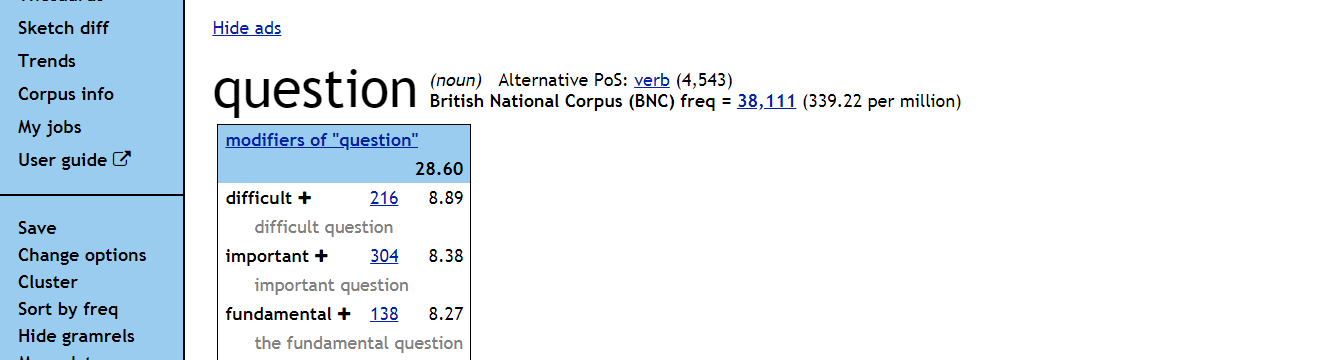 Sketch diff
Trends
Corpus info
My jobs
User guide
Save
Change options
Cluster
Sort by freq
Hide gramrels
Hide ads
question (noun) Alternative PoS: verb (4,543)
British National Corpus (BNC) freq = 38,111 (339.22 per million)
modifiers of "question"
28.60
difficult + 216 8.89
difficult question
important + 304 8.38
important question
fundamental + 138 8.27
the fundamental question